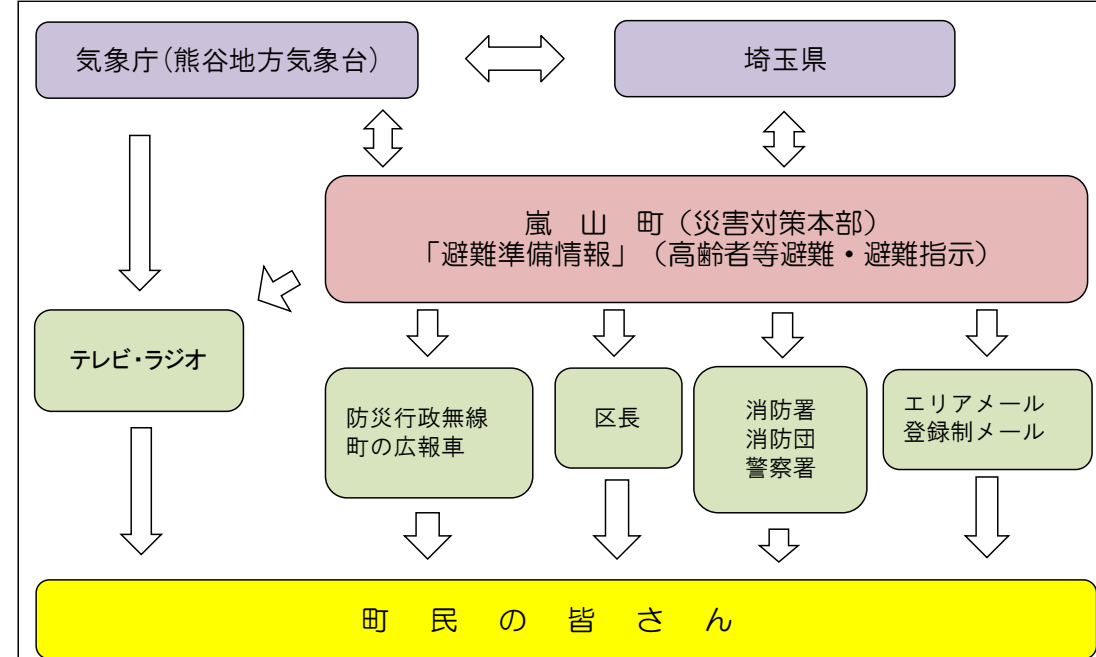 気象庁(熊谷地方気象台)
埼玉県
嵐 山 町(災害対策本部)
「避難準備情報」(高齢者等避難・避難指示)
テレビ・ラジオ
防災行政無線
町の広報車
区長
消防署
消防団
警察署
エリアメール
登録制メール
町 民 の 皆 さ ん